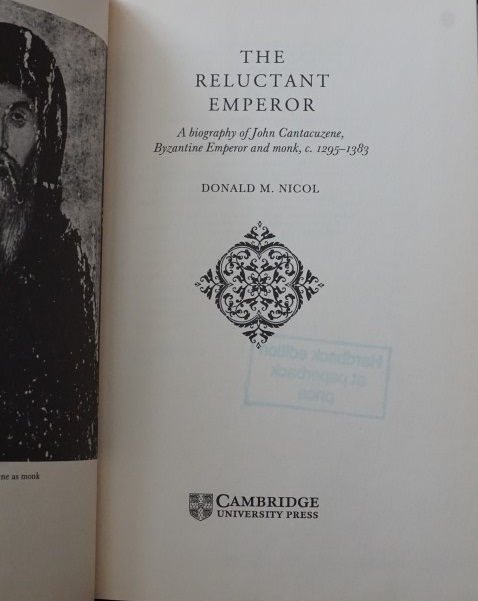 ne as monk
THE
RELUCTANT
EMPEROR
A biography of John Cantacuzene,
Byzantine Emperor and monk, c. 1295–1383
DONALD M. NICOL
Hardback edition
at paperback
price
CAMBRIDGE
UNIVERSITY PRESS